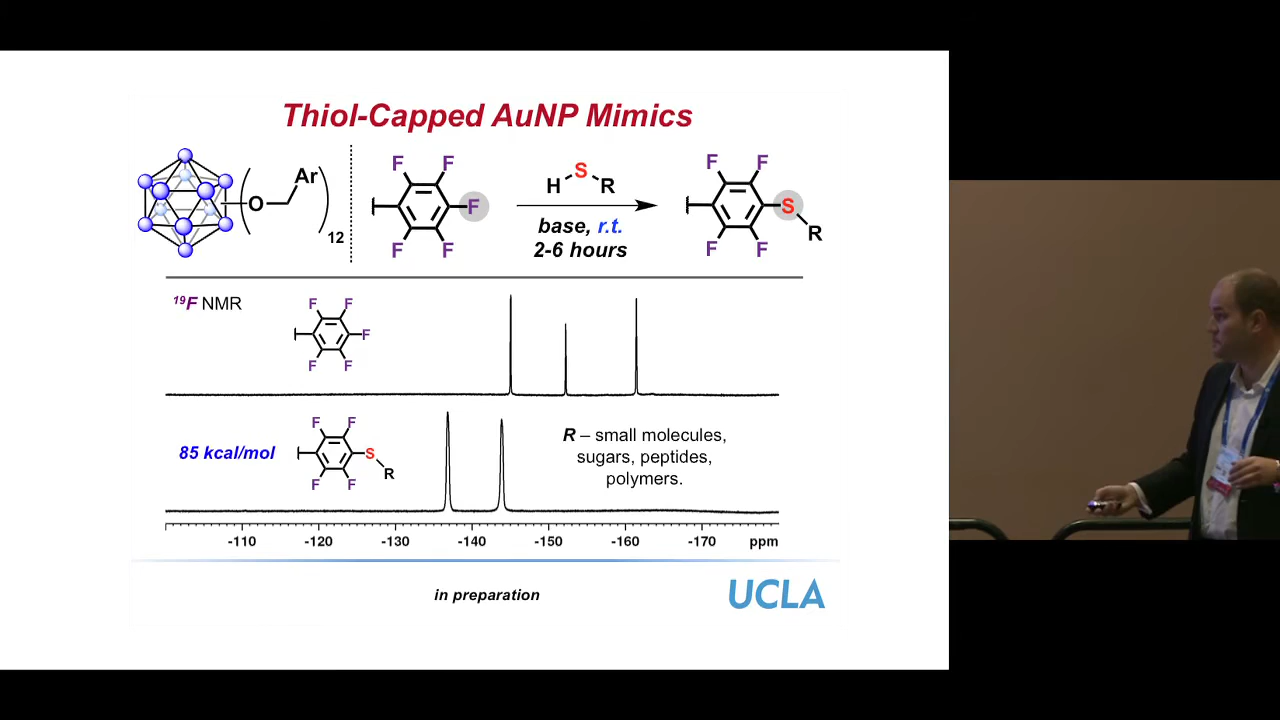 Thiol-Capped AuNP Mimics
O
Ar
12
F F
F
F F
H S R
base, r.t.
2-6 hours
F F
S
R
F F
19F NMR
F F
F
F F
85 kcal/mol
F F
S
R
F F
R – small molecules,
sugars, peptides,
polymers.
-110 -120 -130 -140 -150 -160 -170 ppm
in preparation
UCLA